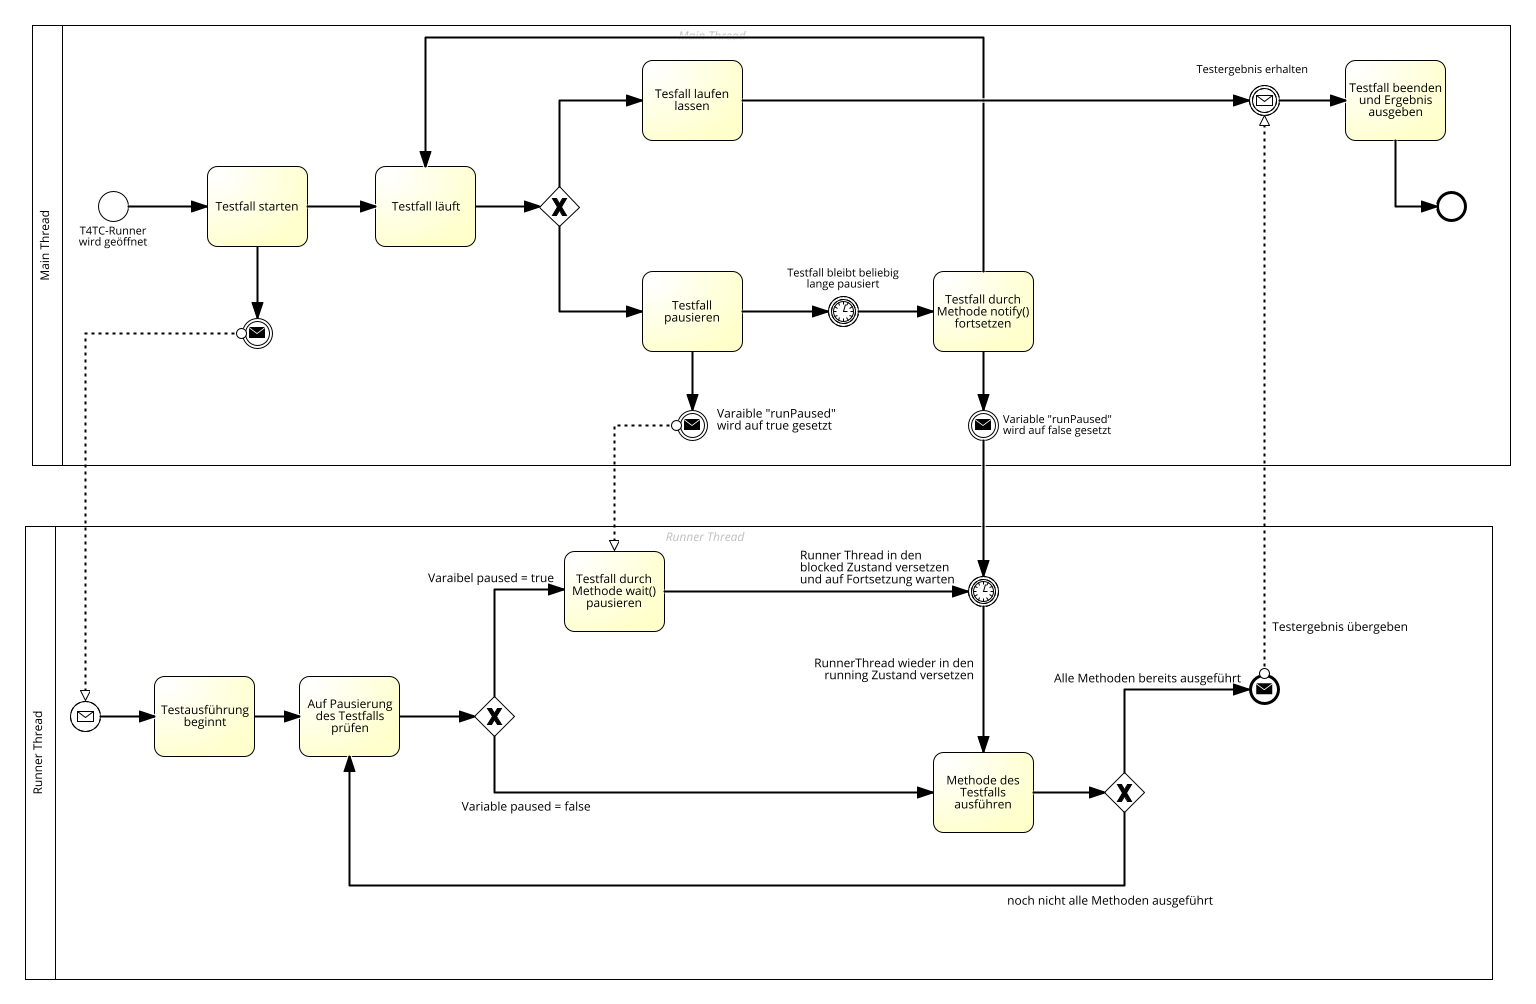 Main Thread
Main Thread
Testergebnis erhalten
Tesfall laufen
lassen
Testfall beenden
und Ergebnis
ausgeben
Testfall starten
Testfall läuft
T4TC-Runner
wird geöffnet
Testfall bleibt beliebig
lange pausiert
Testfall
pausieren
Testfall durch
Methode notify()
fortsetzen
Varaible "runPaused"
wird auf true gesetzt
Variable "runPaused"
wird auf false gesetzt
Runner Thread
Runner Thread
Varaibel paused = true
Testfall durch
Methode wait()
pausieren
Runner Thread in den
blocked Zustand versetzen
und auf Fortsetzung warten
Testergebnis übergeben
RunnerThread wieder in den
running Zustand versetzen
Alle Methoden bereits ausgeführt
Testausführung
beginnt
Auf Pausierung
des Testfalls
prüfen
Methode des
Testfalls
ausführen
Variable paused = false
noch nicht alle Methoden ausgeführt